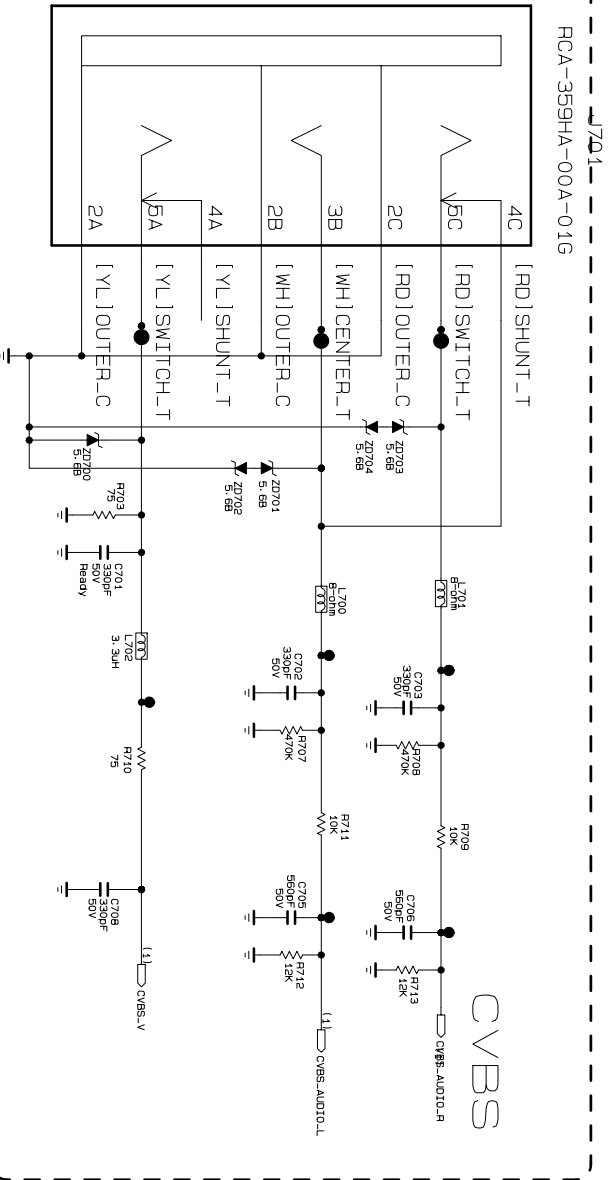 J701
RCA-359HA-00A-01G
4C
[RD]SHUNT_T
5C
[RD]SWITCH_T
2C
[RD]OUTER_C
3B
[WH]CENTER_T
2B
[WH]OUTER_C
4A
[YL]SHUNT_T
5A
[YL]SWITCH_T
2A
[YL]OUTER_C
ZD703
5.6B
ZD704
5.6B
ZD701
5.6B
ZD702
5.6B
ZD700
5.6B
R703
75
C701
330pF
50V
Ready
L702
3.3uH
R710
75
C708
330pF
50V
(1)
CVBS_V
L700
8-ohm
C702
330pF
50V
R707
470K
R711
10K
C705
560pF
50V
R712
12K
(1)
CVBS_AUDIO_L
L701
8-ohm
C703
330pF
50V
R708
470K
R709
10K
C706
560pF
50V
R713
12K
CVBS_AUDIO_R
CVBS